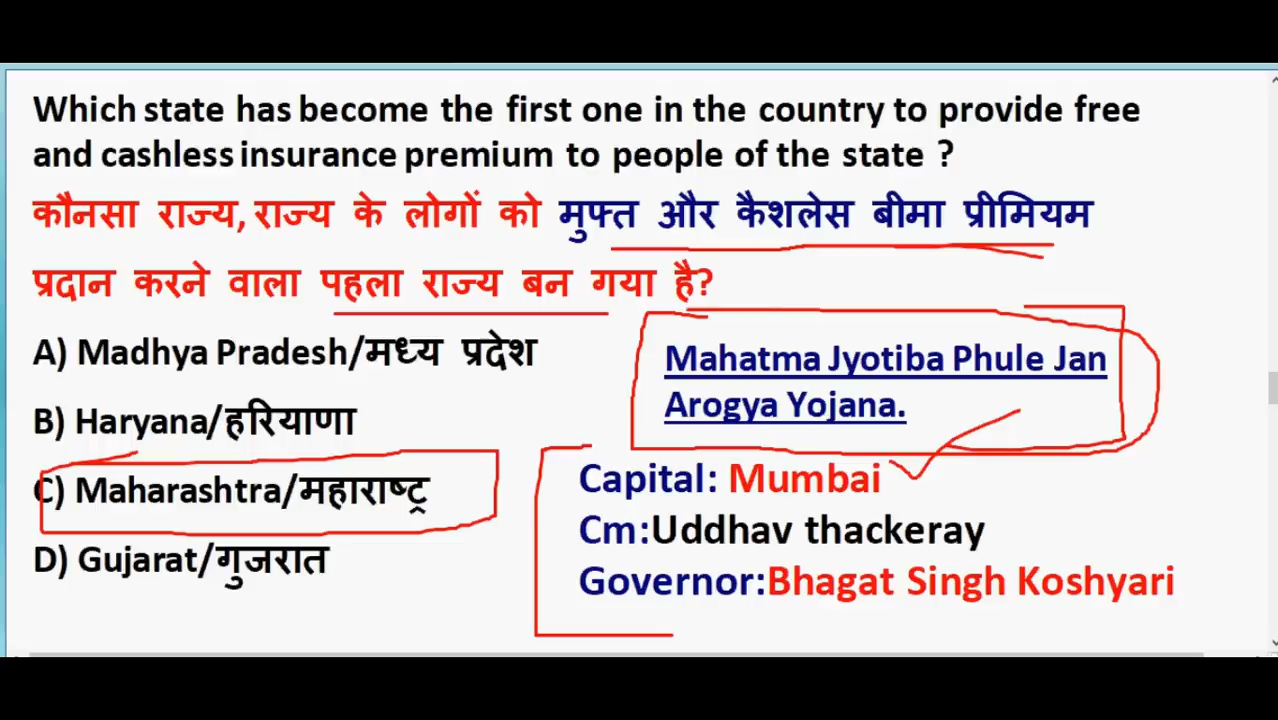 Which state has become the first one in the country to provide free
and cashless insurance premium to people of the state ?
कौनसा राज्य, राज्य के लोगों को मुफ्त और कैशलेस बीमा प्रीमियम
प्रदान करने वाला पहला राज्य बन गया है?
A) Madhya Pradesh/मध्य प्रदेश
B) Haryana/हरियाणा
C) Maharashtra/महाराष्ट्र
D) Gujarat/गुजरात
Mahatma Jyotiba Phule Jan
Arogya Yojana.
Capital: Mumbai
Cm:Uddhav thackeray
Governor:Bhagat Singh Koshyari